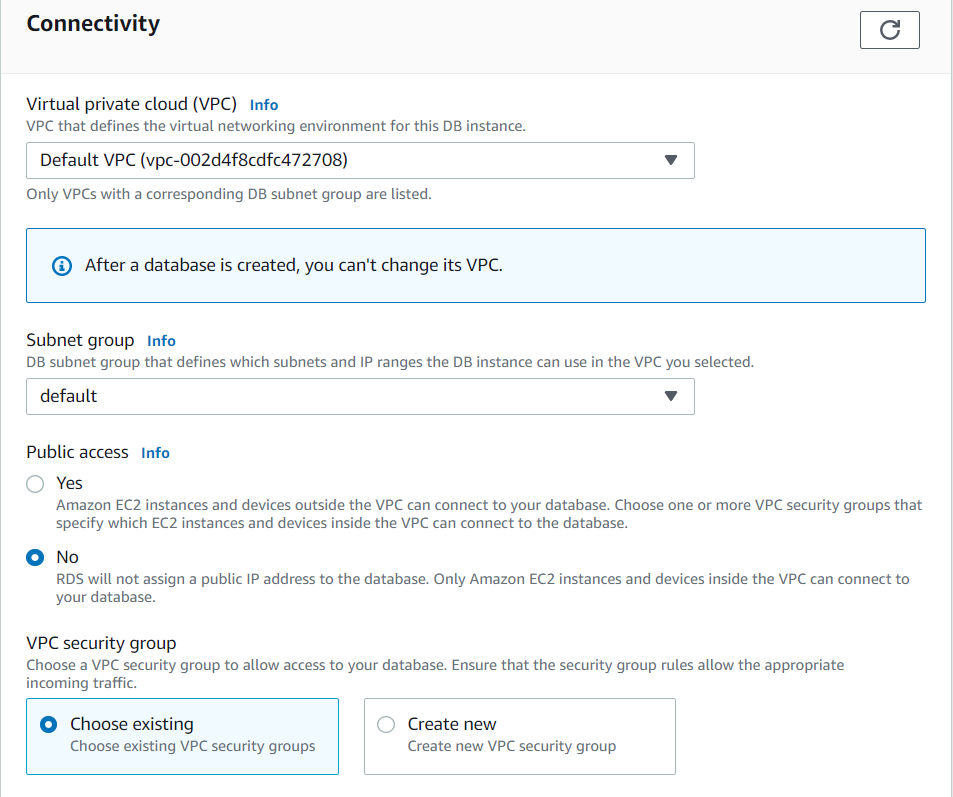 Connectivity
Virtual private cloud (VPC) Info
VPC that defines the virtual networking environment for this DB instance.
Default VPC (vpc-002d4f8cdfc472708)
Only VPCs with a corresponding DB subnet group are listed.
After a database is created, you can't change its VPC.
Subnet group Info
DB subnet group that defines which subnets and IP ranges the DB instance can use in the VPC you selected.
default
Public access Info
Yes
Amazon EC2 instances and devices outside the VPC can connect to your database. Choose one or more VPC security groups that
specify which EC2 instances and devices inside the VPC can connect to the database.
No
RDS will not assign a public IP address to the database. Only Amazon EC2 instances and devices inside the VPC can connect to
your database.
VPC security group
Choose a VPC security group to allow access to your database. Ensure that the security group rules allow the appropriate
incoming traffic.
Choose existing
Choose existing VPC security groups
Create new
Create new VPC security group